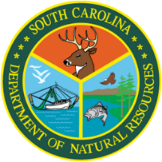 SOUTH CAROLINA
DEPARTMENT OF NATURAL RESOURCES